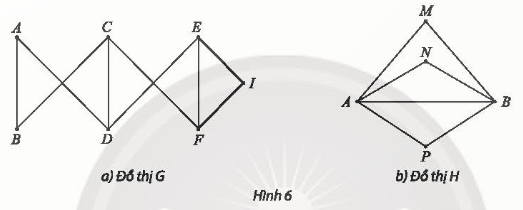 A C E
I
B D F
a) Đồ thị G
M
N
A B
P
b) Đồ thị H
Hình 6